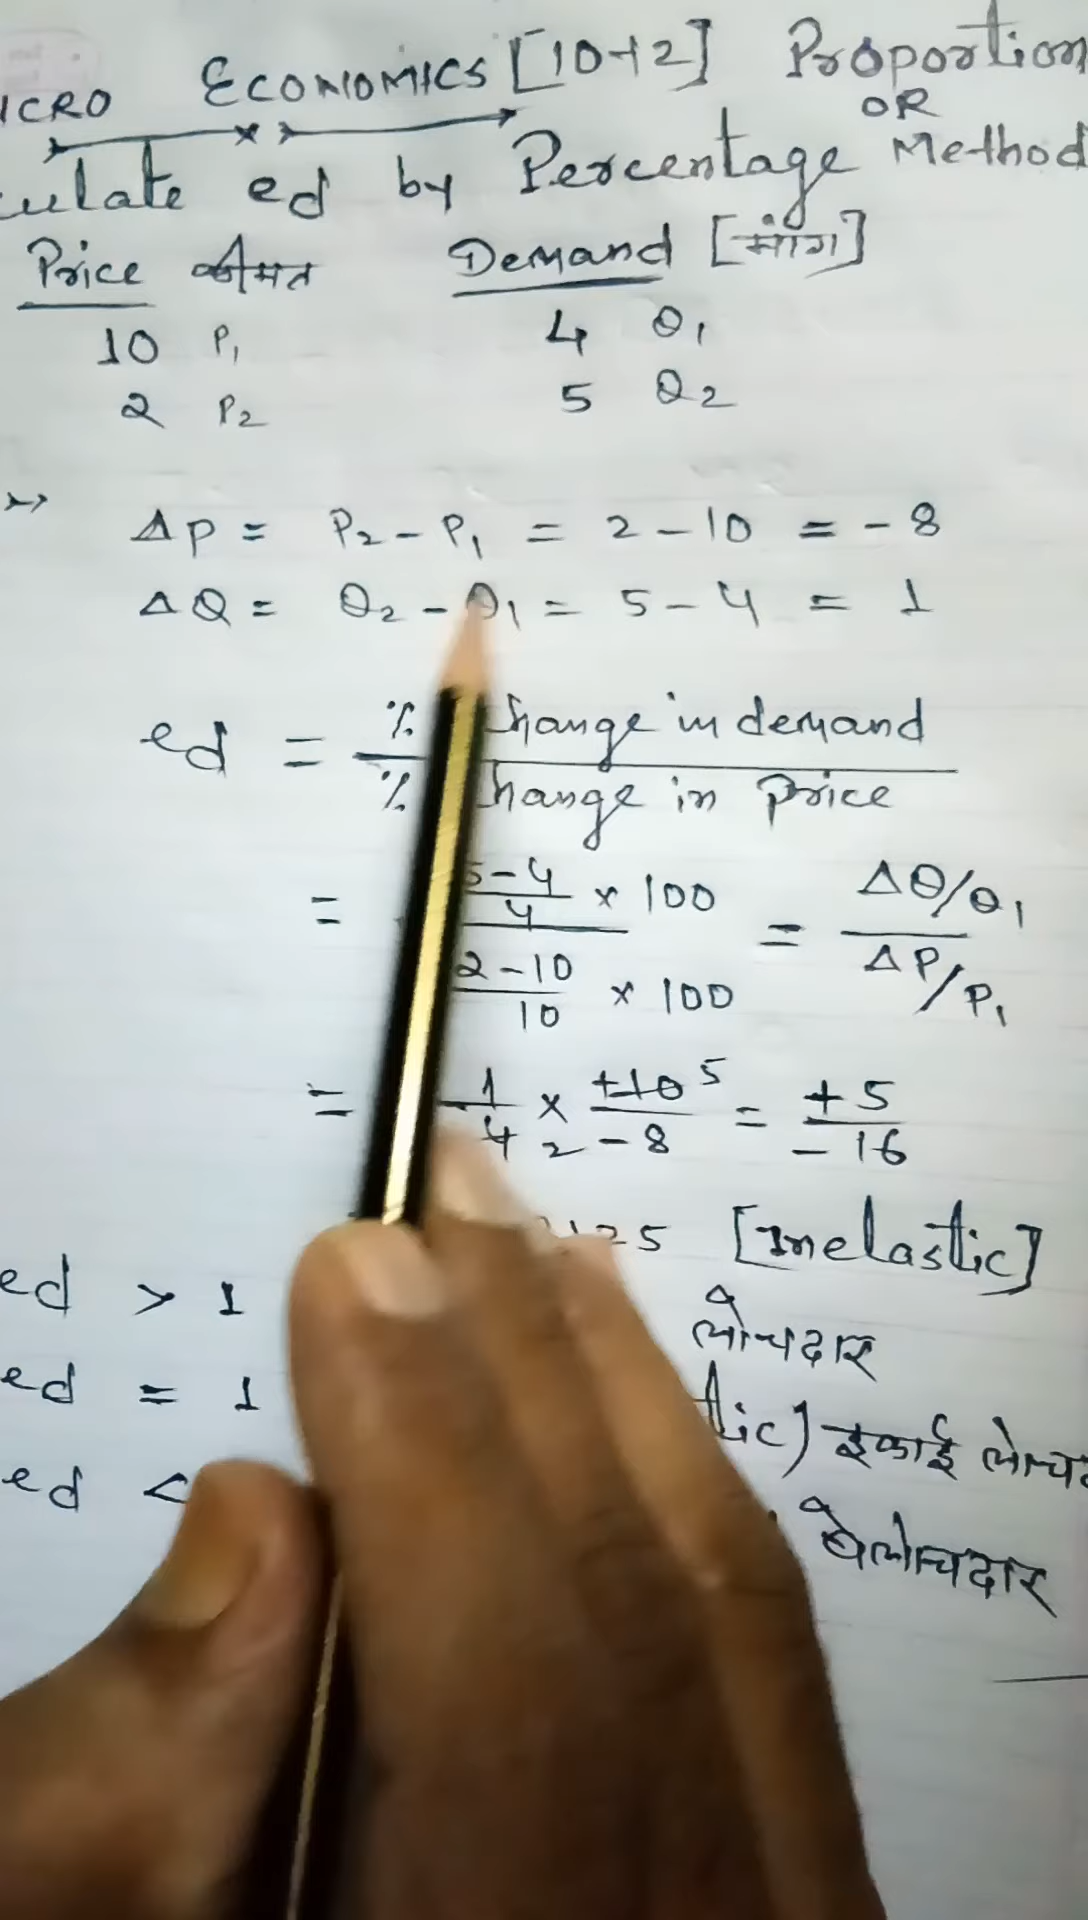 ICRO ECONOMICS [10+2] Proportion
OR
culate ed by Percentage Method
Price कीमत Demand [मांग]
10 P1 4 Q1
2 P2 5 Q2
ΔP = P2 - P1 = 2 - 10 = - 8
ΔQ = Q2 - Q1 = 5 - 4 = 1
ed = % change in demand
% change in price
= 5-4/4 × 100 = ΔQ/Q1
2-10/10 × 100 ΔP/P1
= 1/4 × +10/-8 = +5/-16
5
2
125 [Inelastic]
ed > 1 लोचदार
ed = 1 tic) इकाई लोच
ed < बेलोचदार